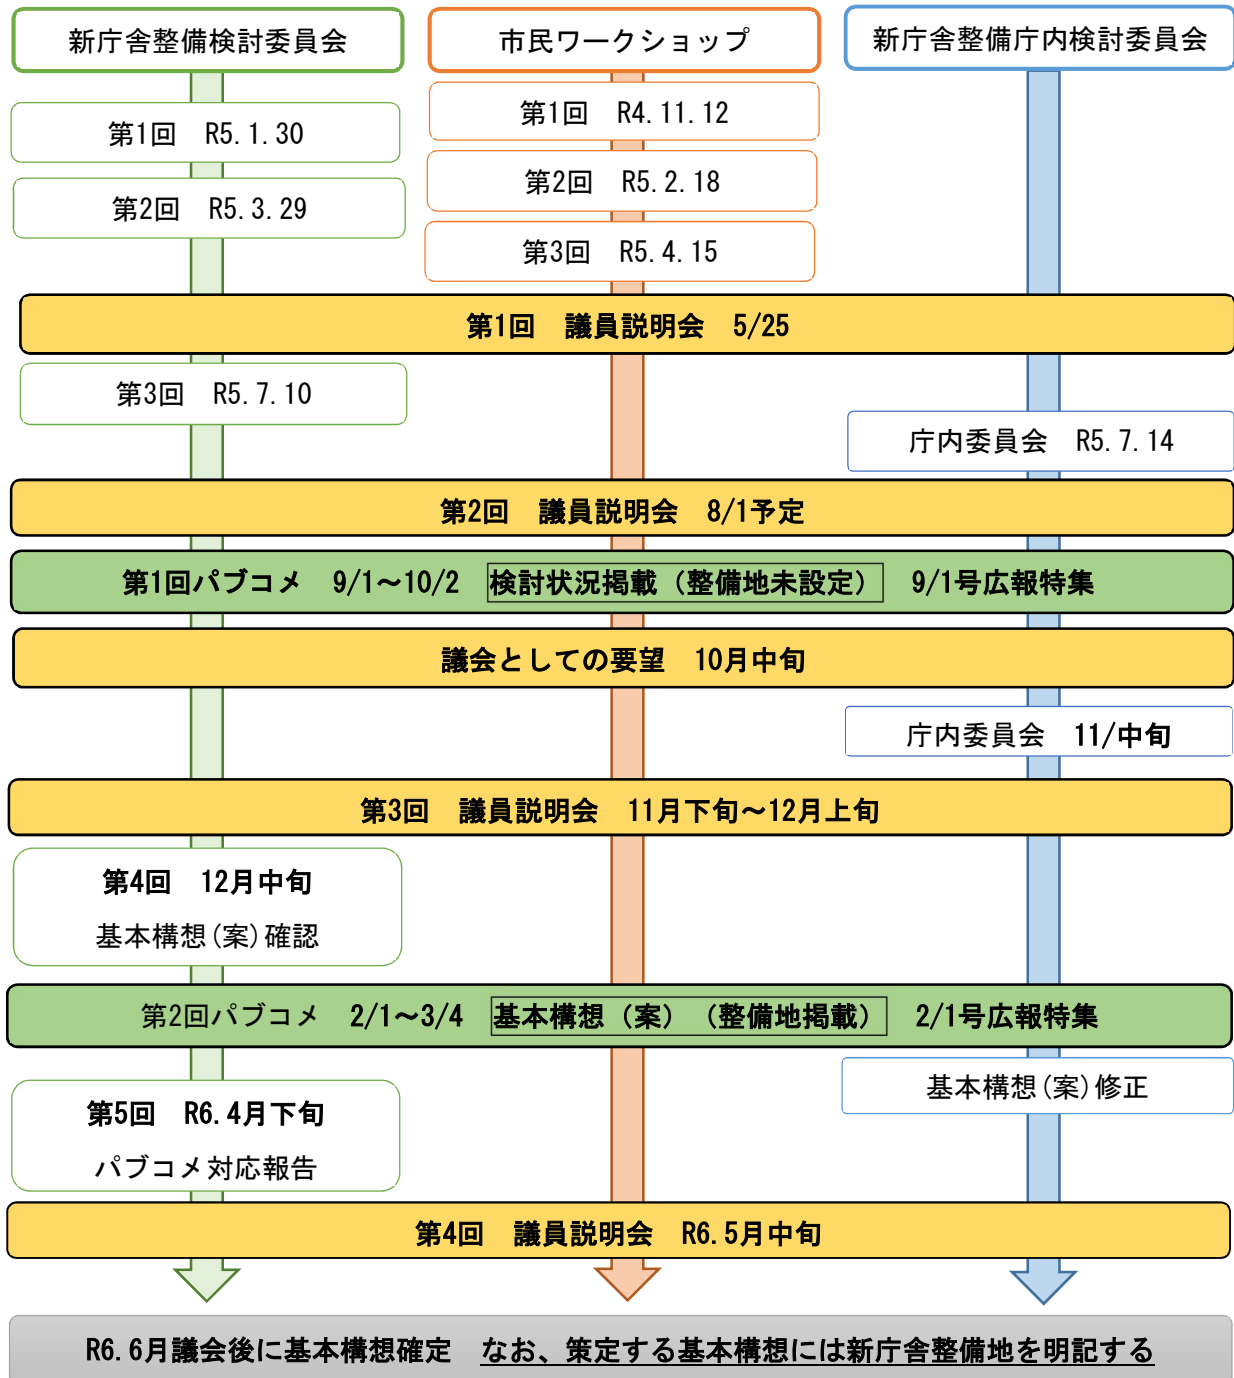 新庁舎整備検討委員会
市民ワークショップ
新庁舎整備庁内検討委員会
第1回　R5.1.30
第1回　R4.11.12
第2回　R5.3.29
第2回　R5.2.18
第3回　R5.4.15
第1回　議員説明会　5/25
第3回　R5.7.10
庁内委員会　R5.7.14
第2回　議員説明会　8/1予定
第1回パブコメ　9/1～10/2　検討状況掲載（整備地未設定）　9/1号広報特集
議会としての要望　10月中旬
庁内委員会　11/中旬
第3回　議員説明会　11月下旬～12月上旬
第4回　12月中旬
基本構想(案)確認
第2回パブコメ　2/1～3/4　基本構想（案）（整備地掲載）　2/1号広報特集
基本構想(案)修正
第5回　R6.4月下旬
パブコメ対応報告
第4回　議員説明会　R6.5月中旬
R6.6月議会後に基本構想確定　なお、策定する基本構想には新庁舎整備地を明記する